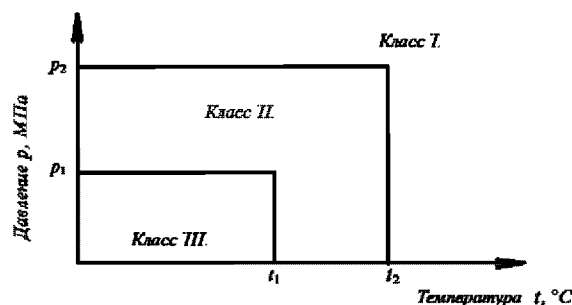 Класс I.
p₂
Класс II.
Давление p, МПа
p₁
Класс III.
t₁
t₂
Температура t, °C